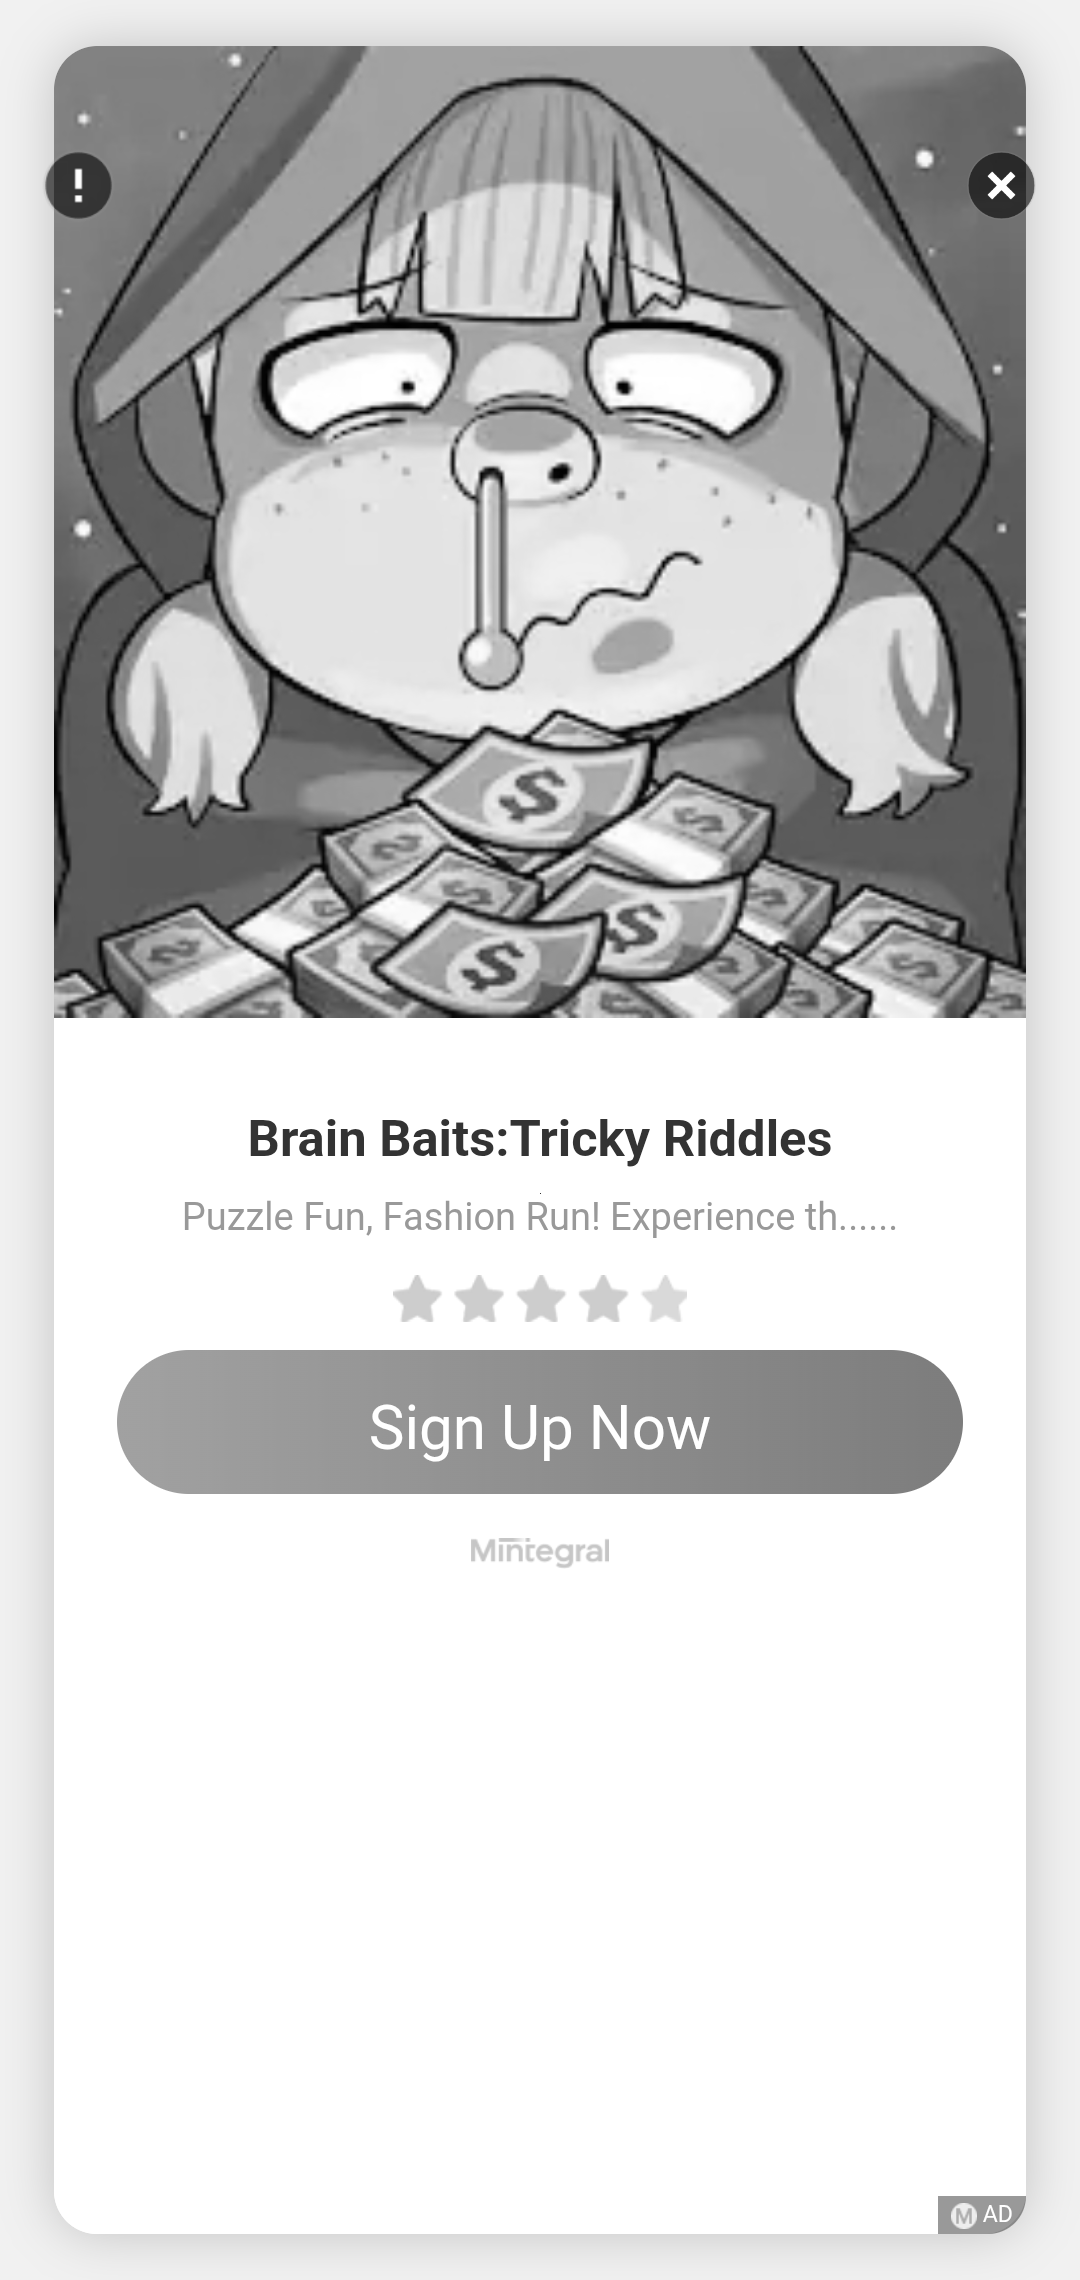 !
Brain Baits:Tricky Riddles
Puzzle Fun, Fashion Run! Experience th......
Sign Up Now
Mintegral
M AD